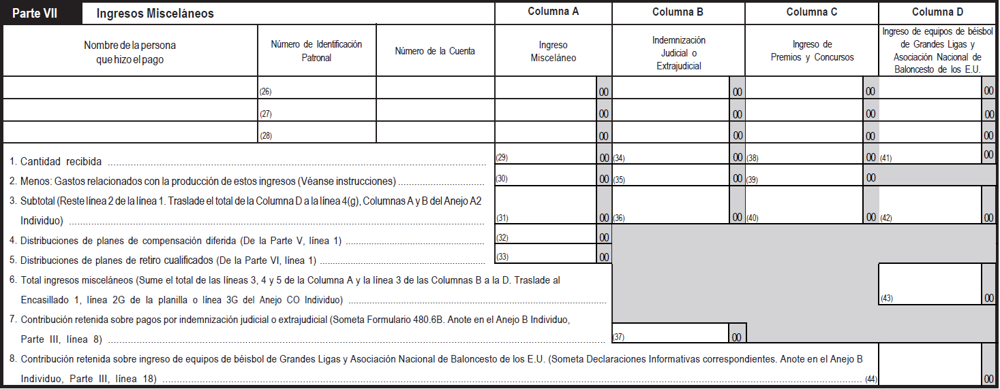 Parte VII Ingresos Misceláneos Columna A Columna B Columna C Columna D
Nombre de la persona
que hizo el pago
Número de Identificación
Patronal
Número de la Cuenta
Ingreso
Misceláneo
Indemnización
Judicial o
Extrajudicial
Ingreso de
Premios y Concursos
Ingreso de equipos de béisbol
de Grandes Ligas y
Asociación Nacional de
Baloncesto de los E.U.
(26) 00 00 00 00
(27) 00 00 00 00
(28) 00 00 00 00
1. Cantidad recibida (29) 00 (34) 00 (38) 00 (41) 00
2. Menos: Gastos relacionados con la producción de estos ingresos (Véanse instrucciones) (30) 00 (35) 00 (39) 00
3. Subtotal (Reste línea 2 de la línea 1. Traslade el total de la Columna D a la línea 4(g), Columnas A y B del Anejo A2
Individuo) (31) 00 (36) 00 (40) 00 (42) 00
4. Distribuciones de planes de compensación diferida (De la Parte V, línea 1) (32) 00
5. Distribuciones de planes de retiro cualificados (De la Parte VI, línea 1) (33) 00
6. Total ingresos misceláneos (Sume el total de las líneas 3, 4 y 5 de la Columna A y la línea 3 de las Columnas B a la D. Traslade al
Encasillado 1, línea 2G de la planilla o línea 3G del Anejo CO Individuo) (43) 00
7. Contribución retenida sobre pagos por indemnización judicial o extrajudicial (Someta Formulario 480.6B. Anote en el Anejo B Individuo,
Parte III, línea 8) (37) 00
8. Contribución retenida sobre ingreso de equipos de béisbol de Grandes Ligas y Asociación Nacional de Baloncesto de los E.U. (Someta Declaraciones Informativas correspondientes. Anote en el Anejo B
Individuo, Parte III, línea 18) (44) 00